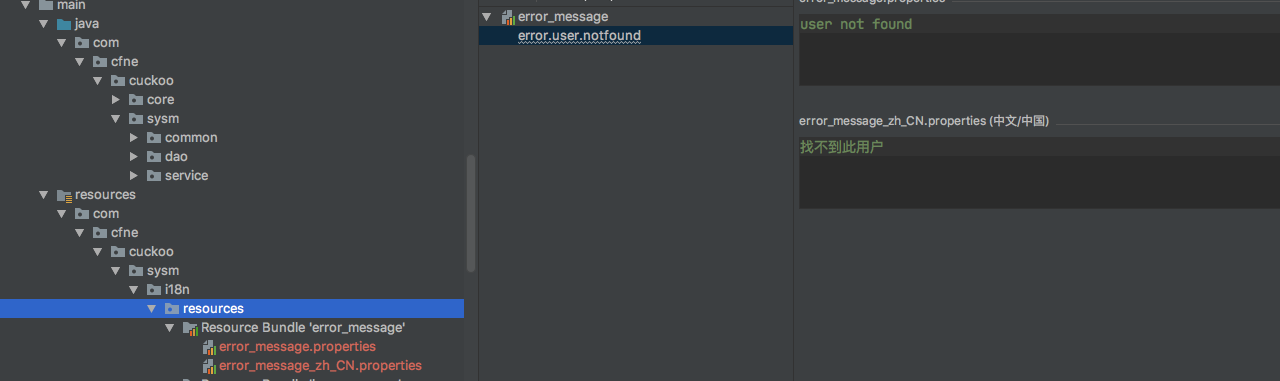 main
java
com
cfne
cuckoo
core
sysm
common
dao
service
resources
com
cfne
cuckoo
sysm
i18n
resources
Resource Bundle 'error_message'
error_message.properties
error_message_zh_CN.properties
error_message
error.user.notfound
error_message.properties
user not found
error_message_zh_CN.properties (中文/中国)
找不到此用户